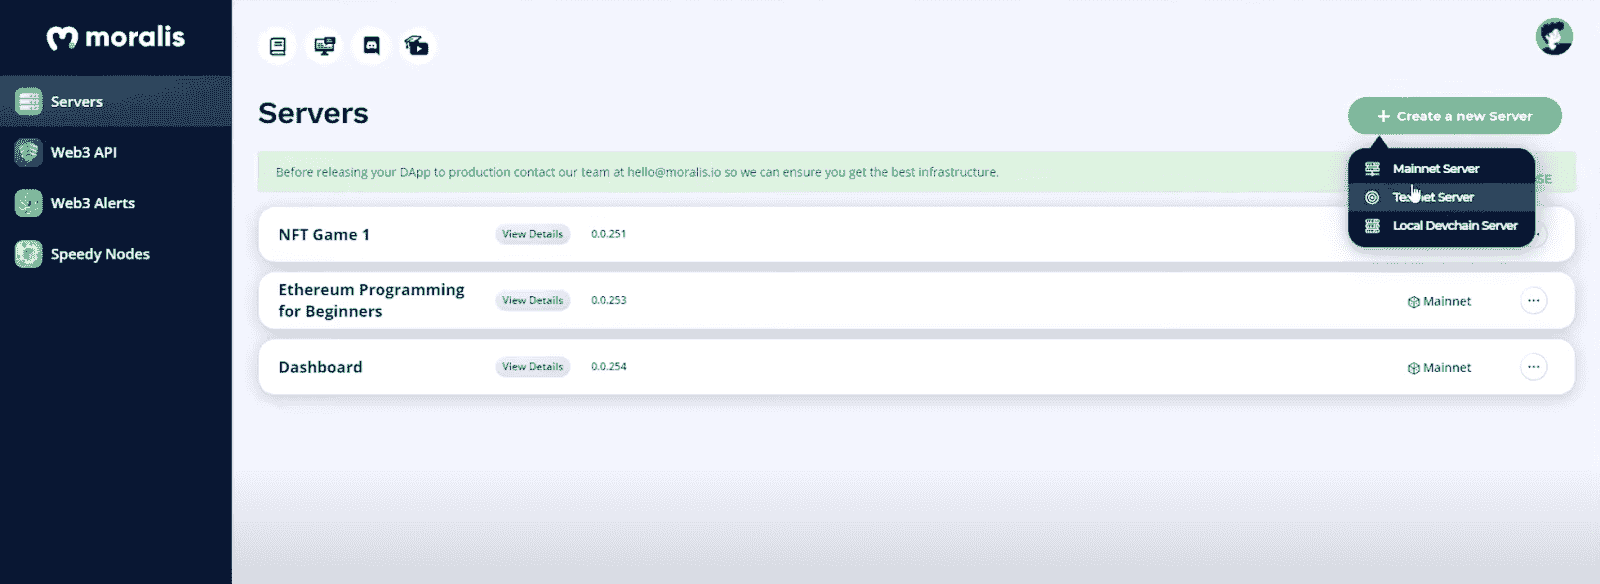 moralis
Servers
Web3 API
Web3 Alerts
Speedy Nodes
Servers
+ Create a new Server
Mainnet Server
Server
Local Devchain Server
Before releasing your DApp to production contact our team at hello@moralis.io so we can ensure you get the best infrastructure.
NFT Game 1
View Details
0.0.251
Ethereum Programming
for Beginners
View Details
0.0.253
Mainnet
Dashboard
View Details
0.0.254
Mainnet